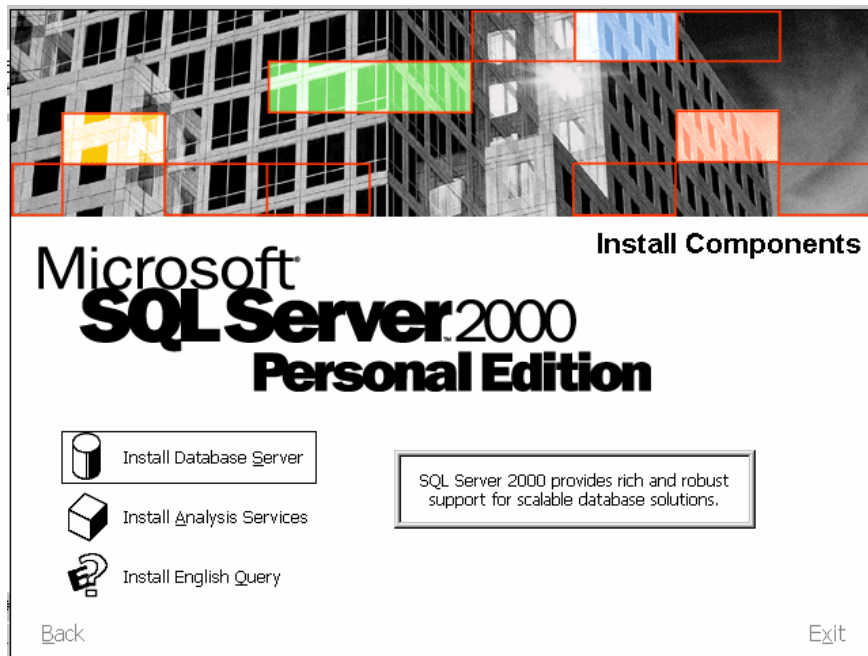 Install Components
Microsoft®
SQL Server™ 2000
Personal Edition
Install Database Server
SQL Server 2000 provides rich and robust
support for scalable database solutions.
Install Analysis Services
Install English Query
Back
Exit